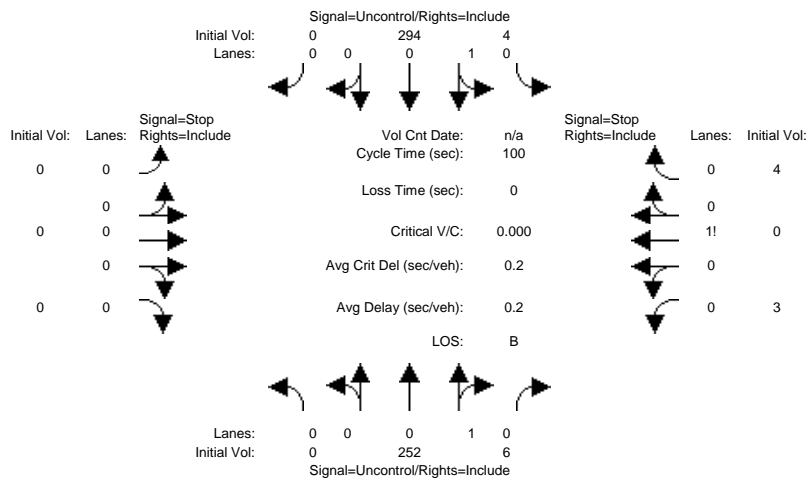 Signal=Uncontrol/Rights=Include
Initial Vol: 0 294 4
Lanes: 0 0 0 1 0
Signal=Stop Signal=Stop
Initial Vol: Lanes: Rights=Include Vol Cnt Date: n/a Rights=Include Lanes: Initial Vol:
Cycle Time (sec): 100
0 0 0 4
Loss Time (sec): 0
0 0
0 0 Critical V/C: 0.000 1! 0
0 Avg Crit Del (sec/veh): 0.2 0
0 0 Avg Delay (sec/veh): 0.2 0 3
LOS: B
Lanes: 0 0 0 1 0
Initial Vol: 0 252 6
Signal=Uncontrol/Rights=Include